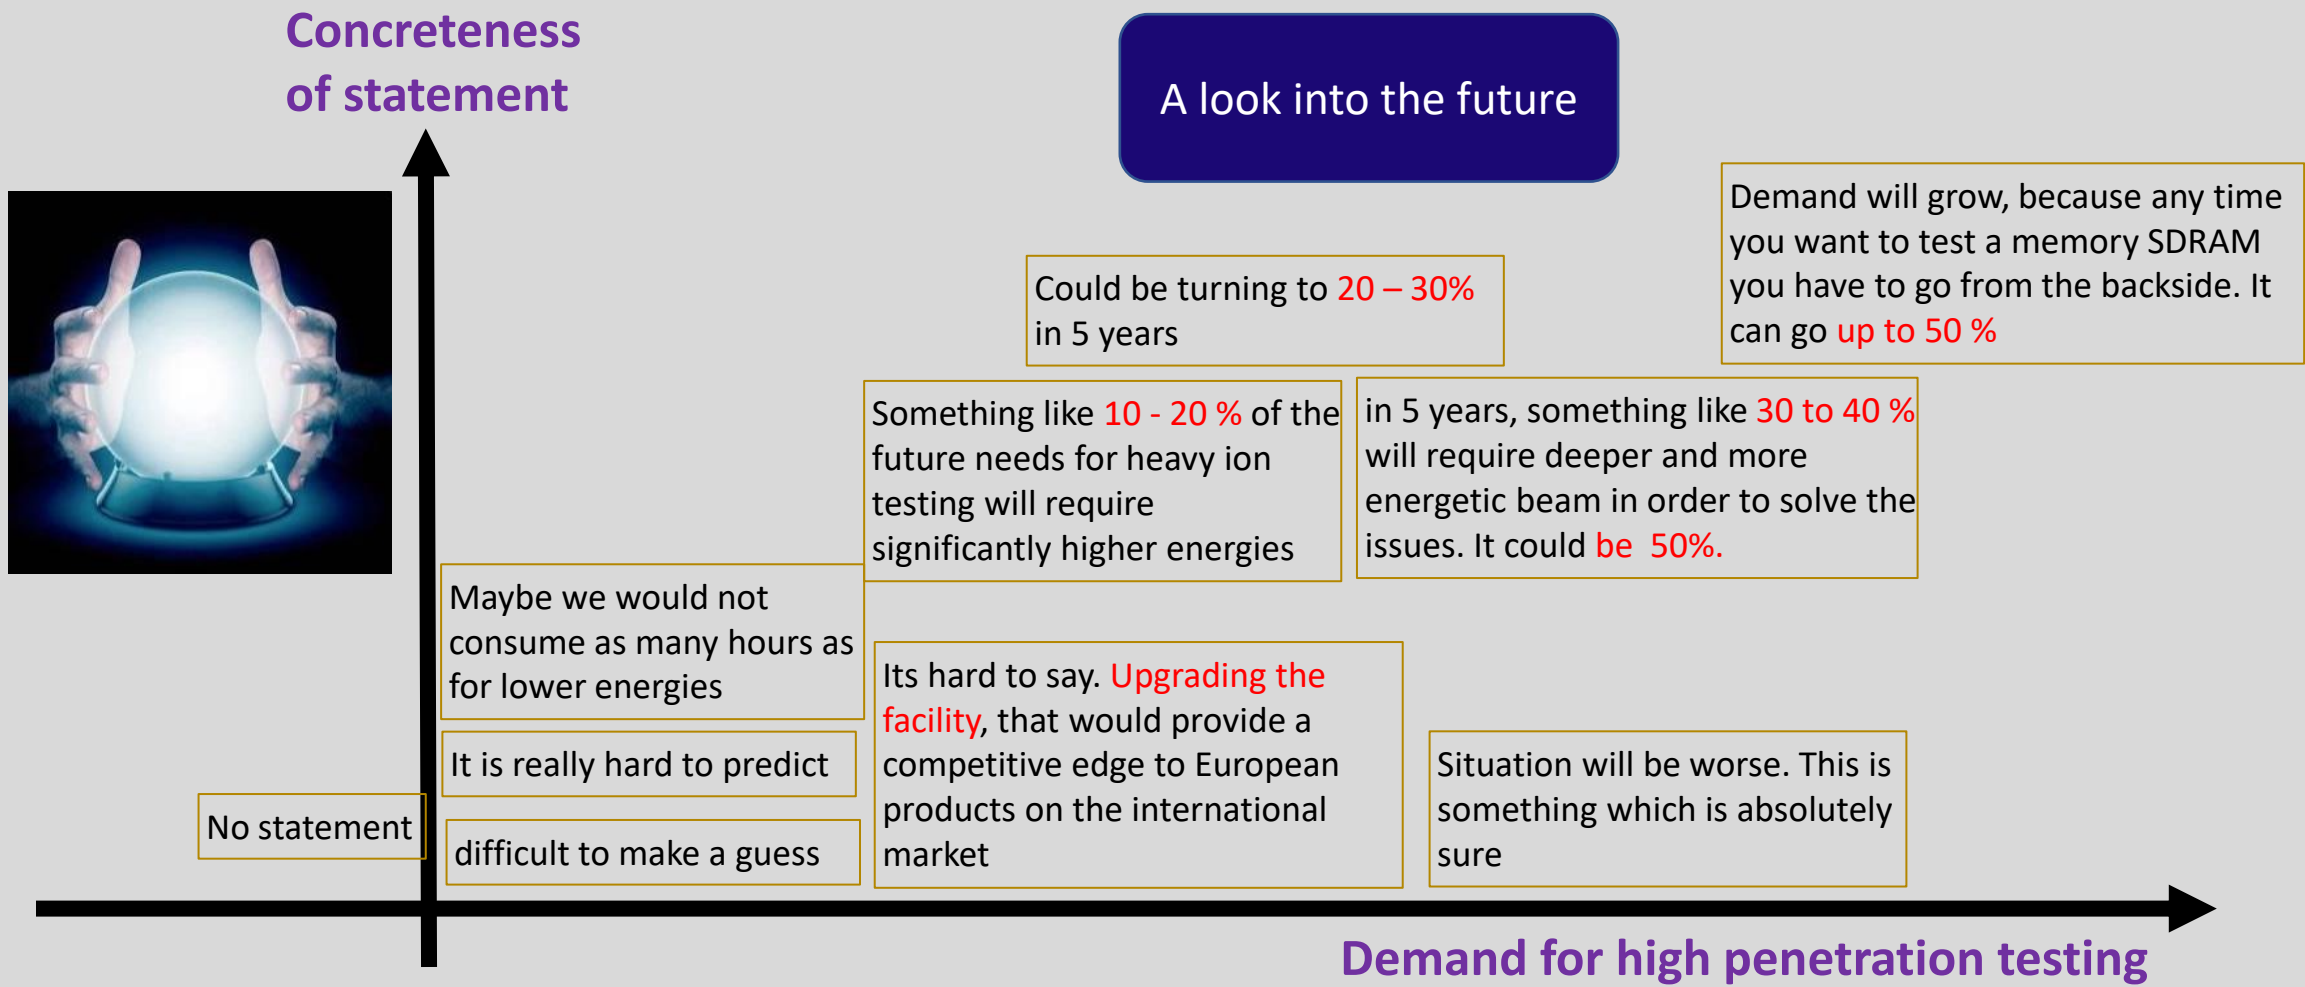 Concreteness
of statement
A look into the future
Demand will grow, because any time
you want to test a memory SDRAM
you have to go from the backside. It
can go up to 50 %
Could be turning to 20 – 30%
in 5 years
Something like 10 - 20 % of the
future needs for heavy ion
testing will require
significantly higher energies
in 5 years, something like 30 to 40 %
will require deeper and more
energetic beam in order to solve the
issues. It could be  50%.
Maybe we would not
consume as many hours as
for lower energies
Its hard to say. Upgrading the
facility, that would provide a
competitive edge to European
products on the international
market
It is really hard to predict
Situation will be worse. This is
something which is absolutely
sure
No statement
difficult to make a guess
Demand for high penetration testing